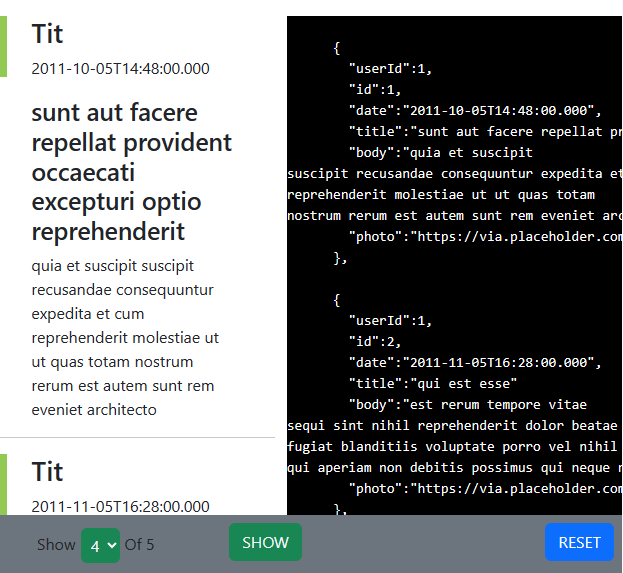 Tit
2011-10-05T14:48:00.000
sunt aut facere
repellat provident
occaecati
excepturi optio
reprehenderit
quia et suscipit suscipit
recusandae consequuntur
expedita et cum
reprehenderit molestiae ut
ut quas totam nostrum
rerum est autem sunt rem
eveniet architecto
Tit
2011-11-05T16:28:00.000
{
"userId":1,
"id":1,
"date":"2011-10-05T14:48:00.000",
"title":"sunt aut facere repellat pr
"body":"quia et suscipit
suscipit recusandae consequuntur expedita et
reprehenderit molestiae ut ut quas totam
nostrum rerum est autem sunt rem eveniet arc
"photo":"https://via.placeholder.com
},
{
"userId":1,
"id":2,
"date":"2011-11-05T16:28:00.000",
"title":"qui est esse"
"body":"est rerum tempore vitae
sequi sint nihil reprehenderit dolor beatae
fugiat blanditiis voluptate porro vel nihil
qui aperiam non debitis possimus qui neque n
"photo":"https://via.placeholder.com
},
Show 4 Of 5 SHOW RESET